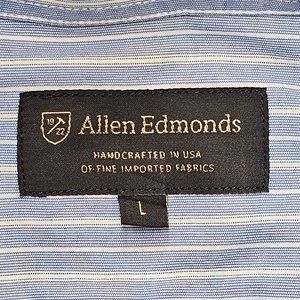 19
22
Allen Edmonds
HANDCRAFTED IN USA
OF FINE IMPORTED FABRICS
L